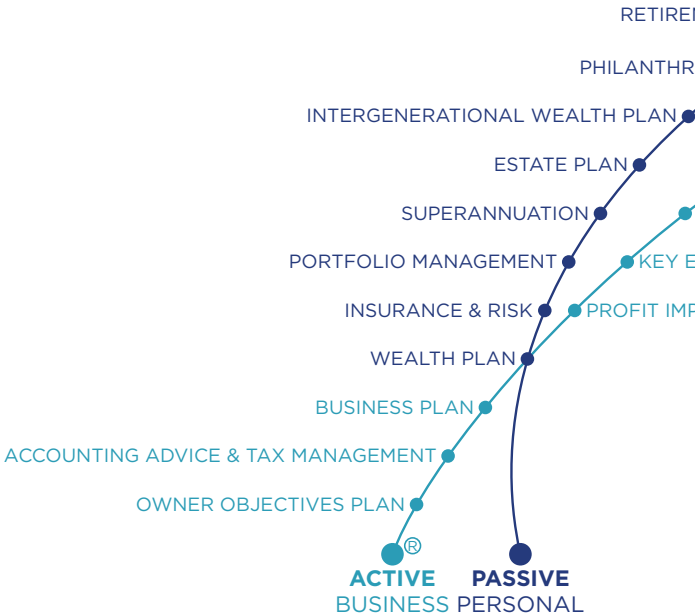 RETIREM
PHILANTHR
INTERGENERATIONAL WEALTH PLAN
ESTATE PLAN
SUPERANNUATION
PORTFOLIO MANAGEMENT
KEY E
INSURANCE & RISK
PROFIT IMP
WEALTH PLAN
BUSINESS PLAN
ACCOUNTING ADVICE & TAX MANAGEMENT
OWNER OBJECTIVES PLAN
®
ACTIVE PASSIVE
BUSINESS PERSONAL